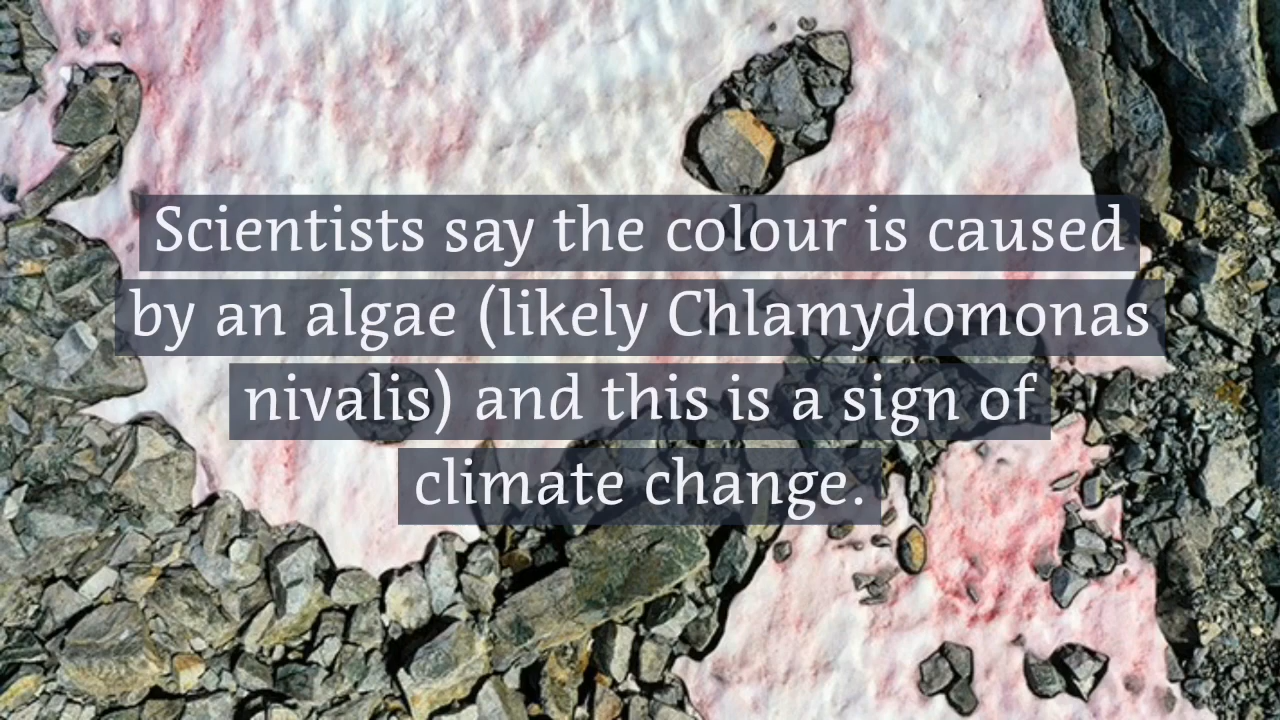 Scientists say the colour is caused
by an algae (likely Chlamydomonas
nivalis) and this is a sign of
climate change.